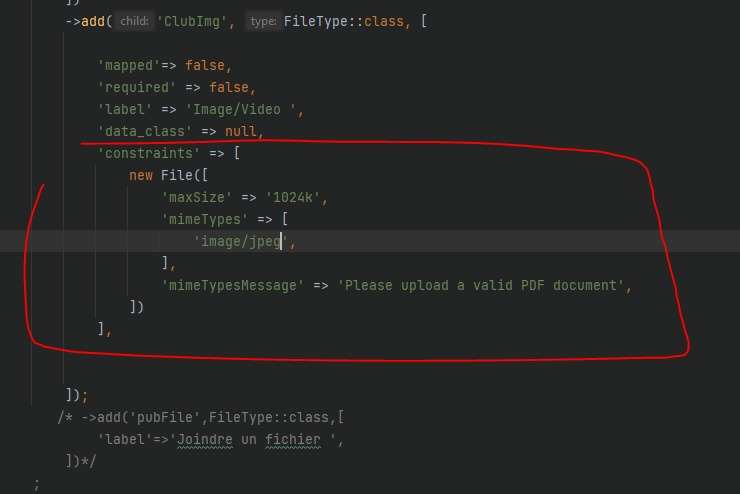 ])
->add( child: 'ClubImg', type: FileType::class, [
'mapped'=> false,
'required' => false,
'label' => 'Image/Video ',
'data_class' => null,
'constraints' => [
new File([
'maxSize' => '1024k',
'mimeTypes' => [
'image/jpeg',
],
'mimeTypesMessage' => 'Please upload a valid PDF document',
])
],
]);
/* ->add('pubFile',FileType::class,[
'label'=>'Joindre un fichier ',
])*/
;